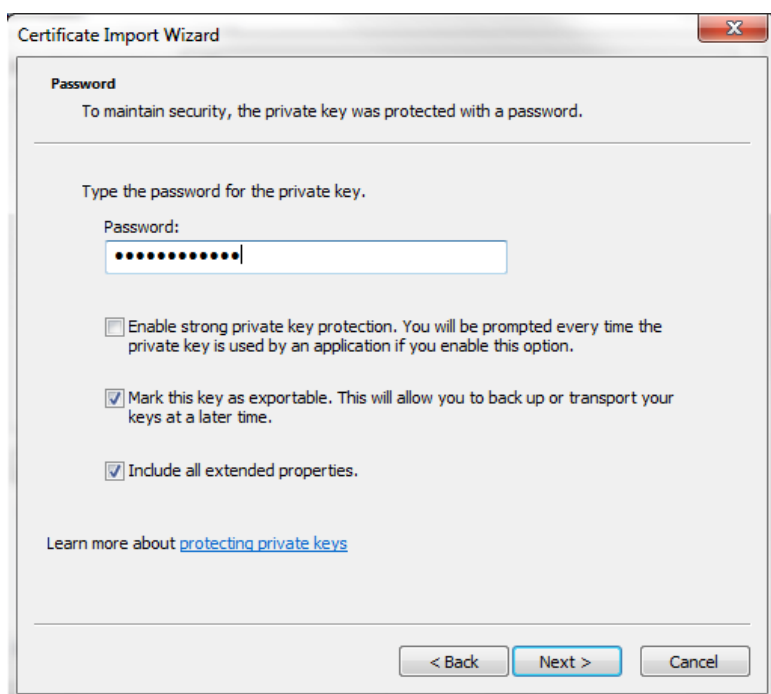 Certificate Import Wizard
Password
To maintain security, the private key was protected with a password.
Type the password for the private key.
Password:
••••••••••••
Enable strong private key protection. You will be prompted every time the
private key is used by an application if you enable this option.
Mark this key as exportable. This will allow you to back up or transport your
keys at a later time.
Include all extended properties.
Learn more about protecting private keys
< Back Next > Cancel